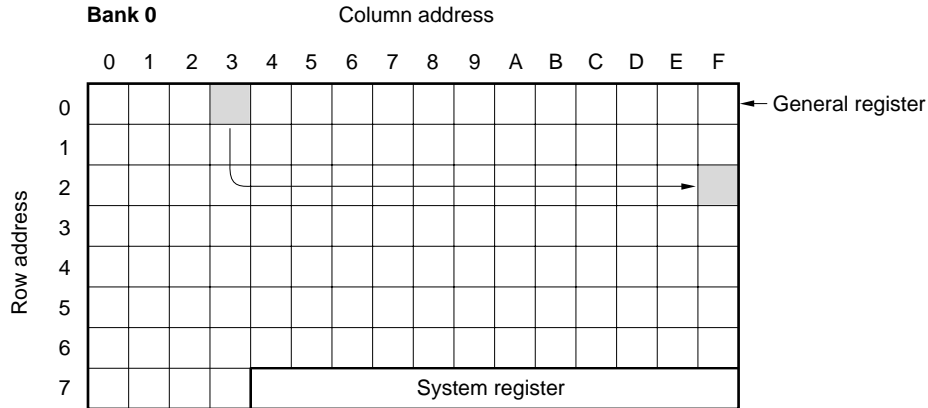 Bank 0 Column address
0 1 2 3 4 5 6 7 8 9 A B C D E F
0 General register
1
2
3
4
5
6
7 System register
Row address